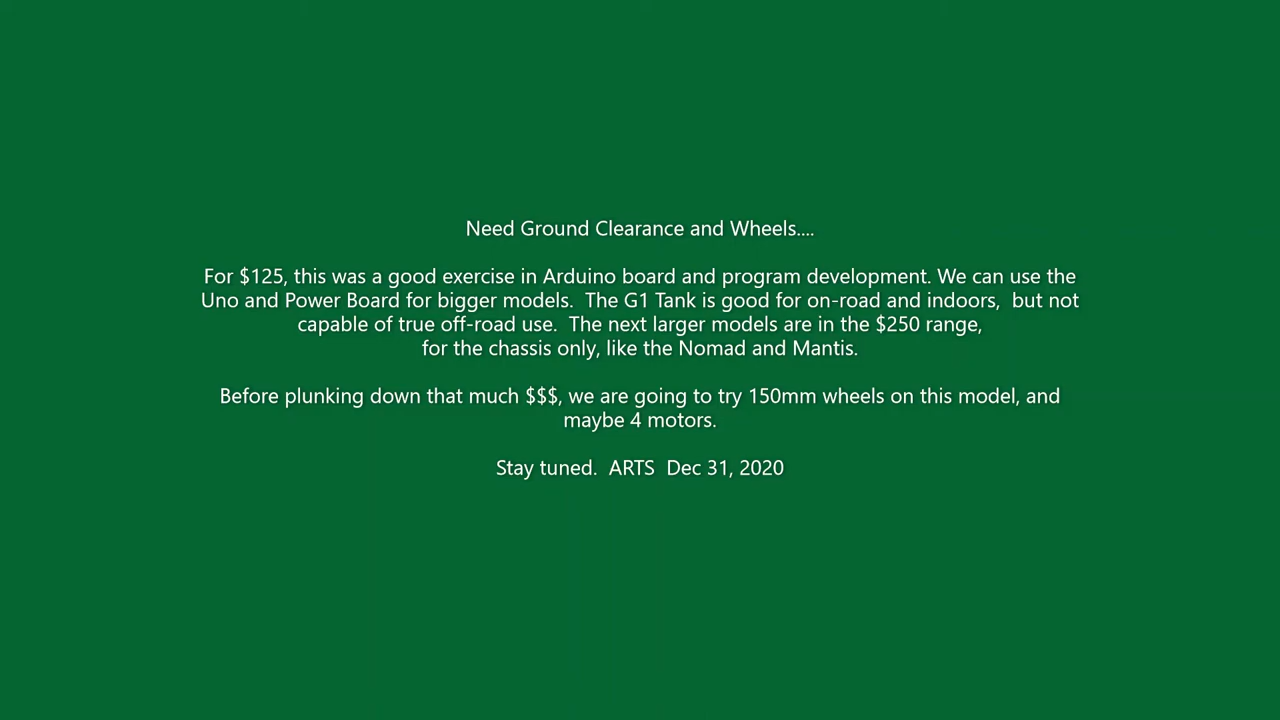 Need Ground Clearance and Wheels....
For $125, this was a good exercise in Arduino board and program development. We can use the
Uno and Power Board for bigger models.  The G1 Tank is good for on-road and indoors,  but not
capable of true off-road use.  The next larger models are in the $250 range,
for the chassis only, like the Nomad and Mantis.
Before plunking down that much $$$, we are going to try 150mm wheels on this model, and
maybe 4 motors.
Stay tuned.  ARTS  Dec 31, 2020